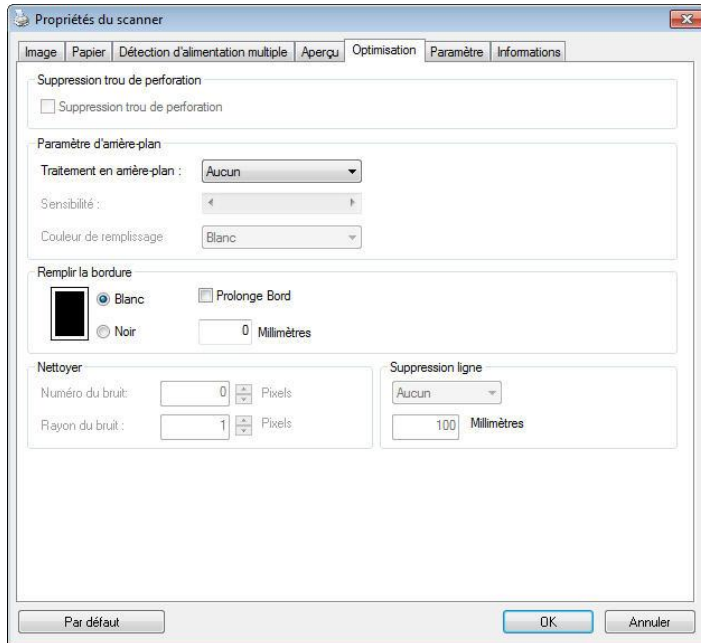 Propriétés du scanner
Image Papier Détection d'alimentation multiple Aperçu Optimisation Paramètre Informations
Suppression trou de perforation
Suppression trou de perforation
Paramètre d'arrière-plan
Traitement en arrière-plan : Aucun
Sensibilité :
Couleur de remplissage Blanc
Remplir la bordure
Blanc Prolonge Bord
Noir 0 Millimètres
Nettoyer Suppression ligne
Numéro du bruit: 0 Pixels Aucun
Rayon du bruit : 1 Pixels 100 Millimètres
Par défaut OK Annuler